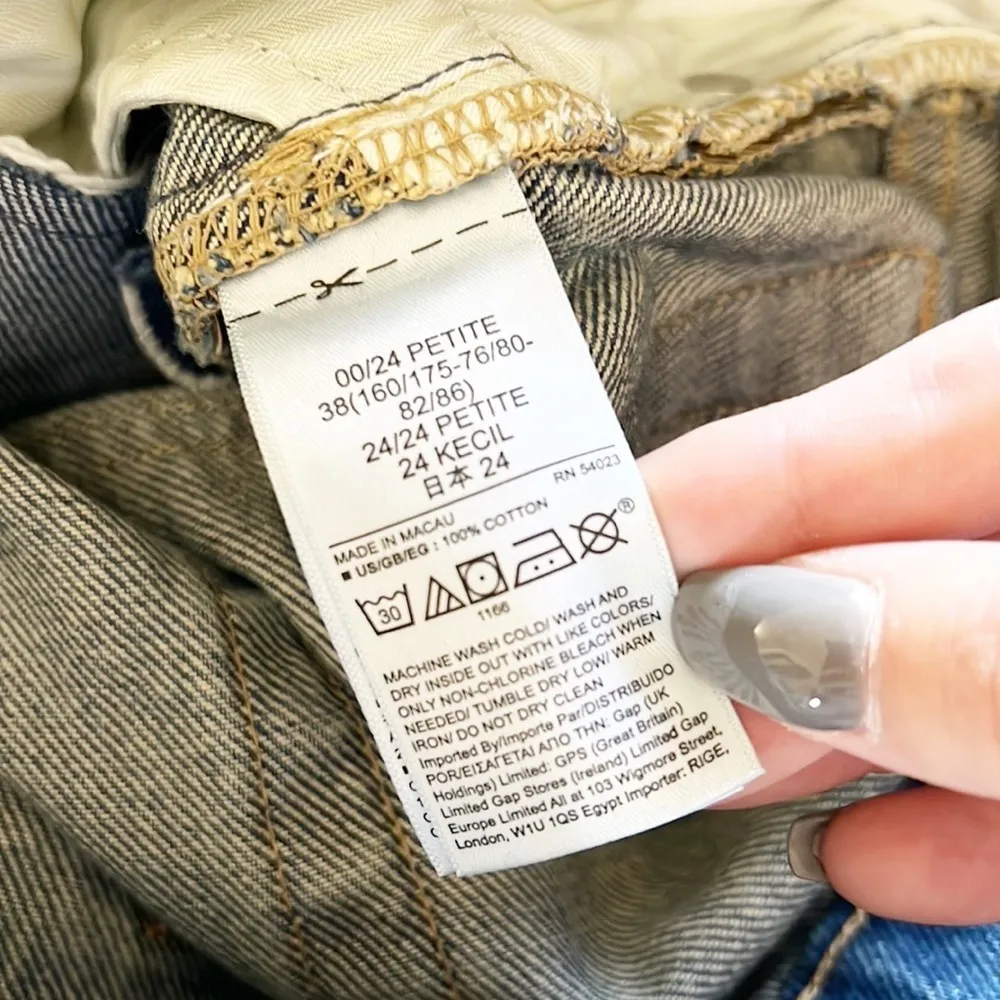 00/24 PETITE
38(160/175-76/80-
82/86)
24/24 PETITE
24 KECIL
日本 24
RN 54023
MADE IN MACAU
■ US/GB/EG : 100% COTTON
30
®
1166
MACHINE WASH COLD/ WASH AND
DRY INSIDE OUT WITH LIKE COLORS/
ONLY NON-CHLORINE BLEACH WHEN
NEEDED/ TUMBLE DRY LOW/ WARM
IRON/ DO NOT DRY CLEAN
Imported By/Importe Par/DISTRIBUIDO
POR/ΕΙΣΑΓΕΤΑΙ ΑΠΟ ΤΗΝ: Gap (UK
Holdings) Limited: GPS (Great Britain)
Limited Gap Stores (Ireland) Limited Gap
Europe Limited All at 103 Wigmore Street,
London, W1U 1QS Egypt Importer: RIGE,